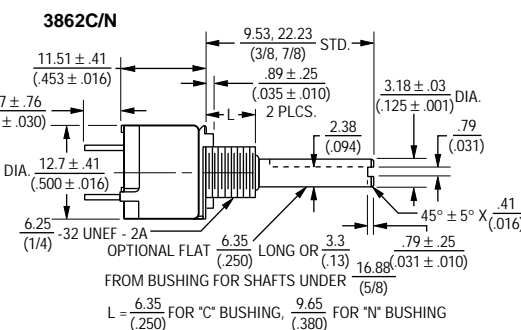 3862C/N
9.53, 22.23 STD.
(3/8, 7/8)
11.51 ± .41
(.453 ± .016)
.89 ± .25
(.035 ± .010)
2 PLCS.
L
3.18 ± .03 DIA.
(.125 ± .001)
7 ± .76
± .030)
2.38
(.094)
.79
(.031)
DIA. 12.7 ± .41
(.500 ± .016)
6.25 -32 UNEF - 2A
(1/4)
45° ± 5° X .41
(.016)
OPTIONAL FLAT 6.35 LONG OR 3.3
(.250) (.13)
.79 ± .25
(.031 ± .010)
FROM BUSHING FOR SHAFTS UNDER 16.88
(5/8)
L = 6.35 FOR "C" BUSHING, 9.65 FOR "N" BUSHING
(.250) (.380)